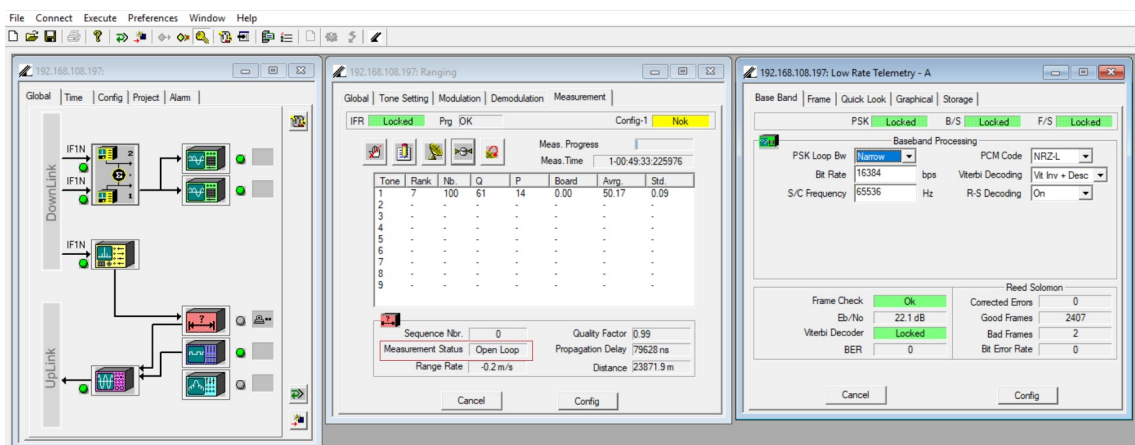 File Connect Execute Preferences Window Help
192.168.108.197:
Global Time Config Project Alarm
DownLink
IF1N
IF1N
IF1N
UpLink
192.168.108.197: Ranging
Global Tone Setting Modulation Demodulation Measurement
IFR Locked Prg OK Config-1 Nok
Meas. Progress
Meas.Time 1-00:49:33:225976
Tone Rank Nb. Q P Board Avrg. Std.
1 7 100 61 14 0.00 50.17 0.09
2 - - - - - - -
3 - - - - - - -
4 - - - - - - -
5 - - - - - - -
6 - - - - - - -
7 - - - - - - -
8 - - - - - - -
9 - - - - - - -
Sequence Nbr. 0 Quality Factor 0.99
Measurement Status Open Loop Propagation Delay 79628 ns
Range Rate -0.2 m/s Distance 23871.9 m
Cancel Config
192.168.108.197: Low Rate Telemetry - A
Base Band Frame Quick Look Graphical Storage
PSK Locked B/S Locked F/S Locked
Baseband Processing
PSK Loop Bw Narrow PCM Code NRZ-L
Bit Rate 16384 bps Viterbi Decoding Vit Inv + Desc
S/C Frequency 65536 Hz R-S Decoding On
Reed Solomon
Frame Check Ok Corrected Errors 0
Eb/No 22.1 dB Good Frames 2407
Viterbi Decoder Locked Bad Frames 2
BER 0 Bit Error Rate 0
Cancel Config